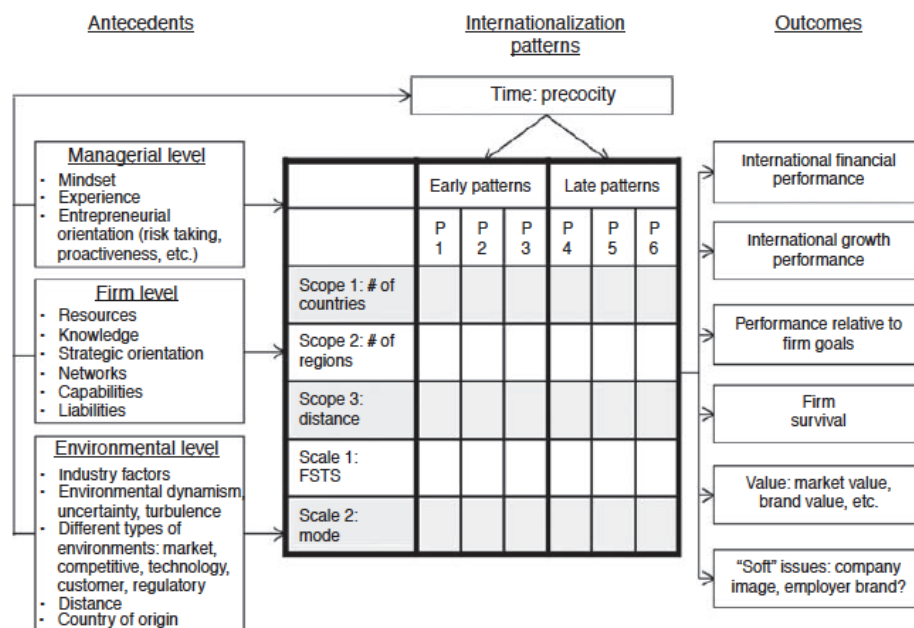 Antecedents
Internationalization
patterns
Outcomes
Time: precocity
Managerial level
· Mindset
· Experience
· Entrepreneurial
orientation (risk taking,
proactiveness, etc.)
Firm level
· Resources
· Knowledge
· Strategic orientation
· Networks
· Capabilities
· Liabilities
Environmental level
· Industry factors
· Environmental dynamism,
uncertainty, turbulence
· Different types of
environments: market,
competitive, technology,
customer, regulatory
· Distance
· Country of origin
Early patterns
Late patterns
P
1
P
2
P
3
P
4
P
5
P
6
Scope 1: # of
countries
Scope 2: # of
regions
Scope 3:
distance
Scale 1:
FSTS
Scale 2:
mode
International financial
performance
International growth
performance
Performance relative to
firm goals
Firm
survival
Value: market value,
brand value, etc.
“Soft” issues: company
image, employer brand?